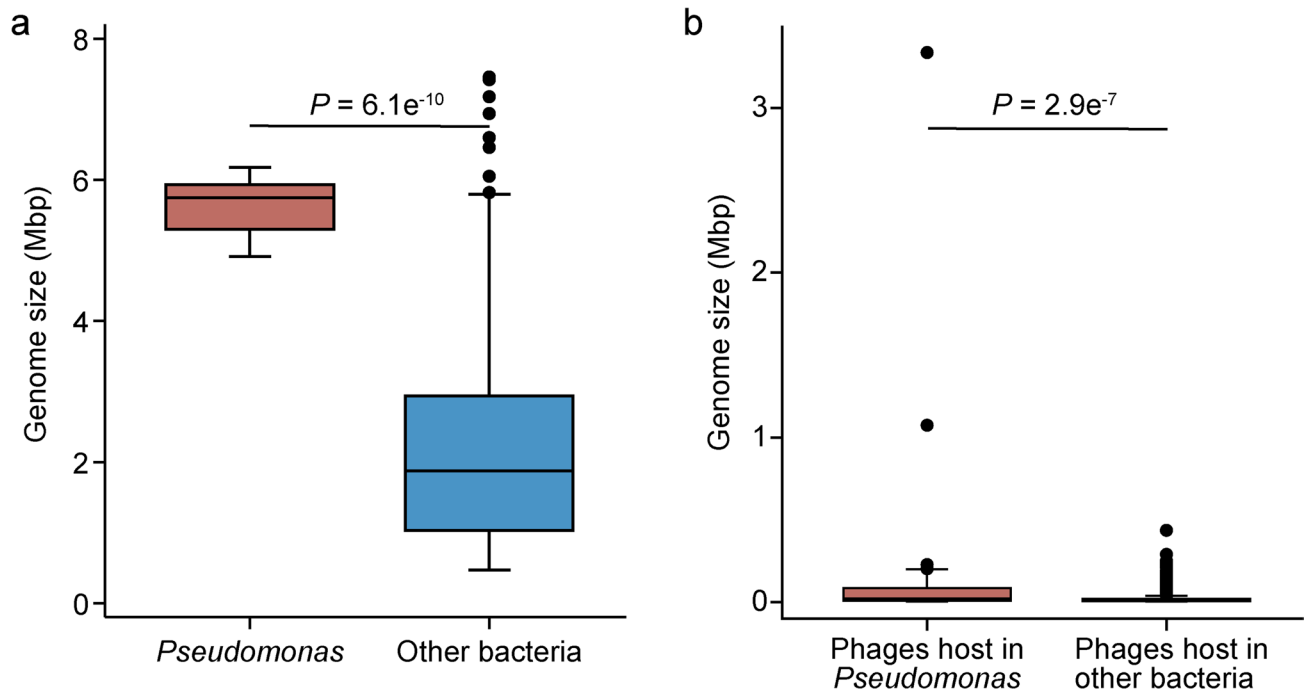 a
8
6
4
2
0
Genome size (Mbp)
P = 6.1e-10
Pseudomonas
Other bacteria
b
3
2
1
0
Genome size (Mbp)
P = 2.9e-7
Phages host in
Pseudomonas
Phages host in
other bacteria